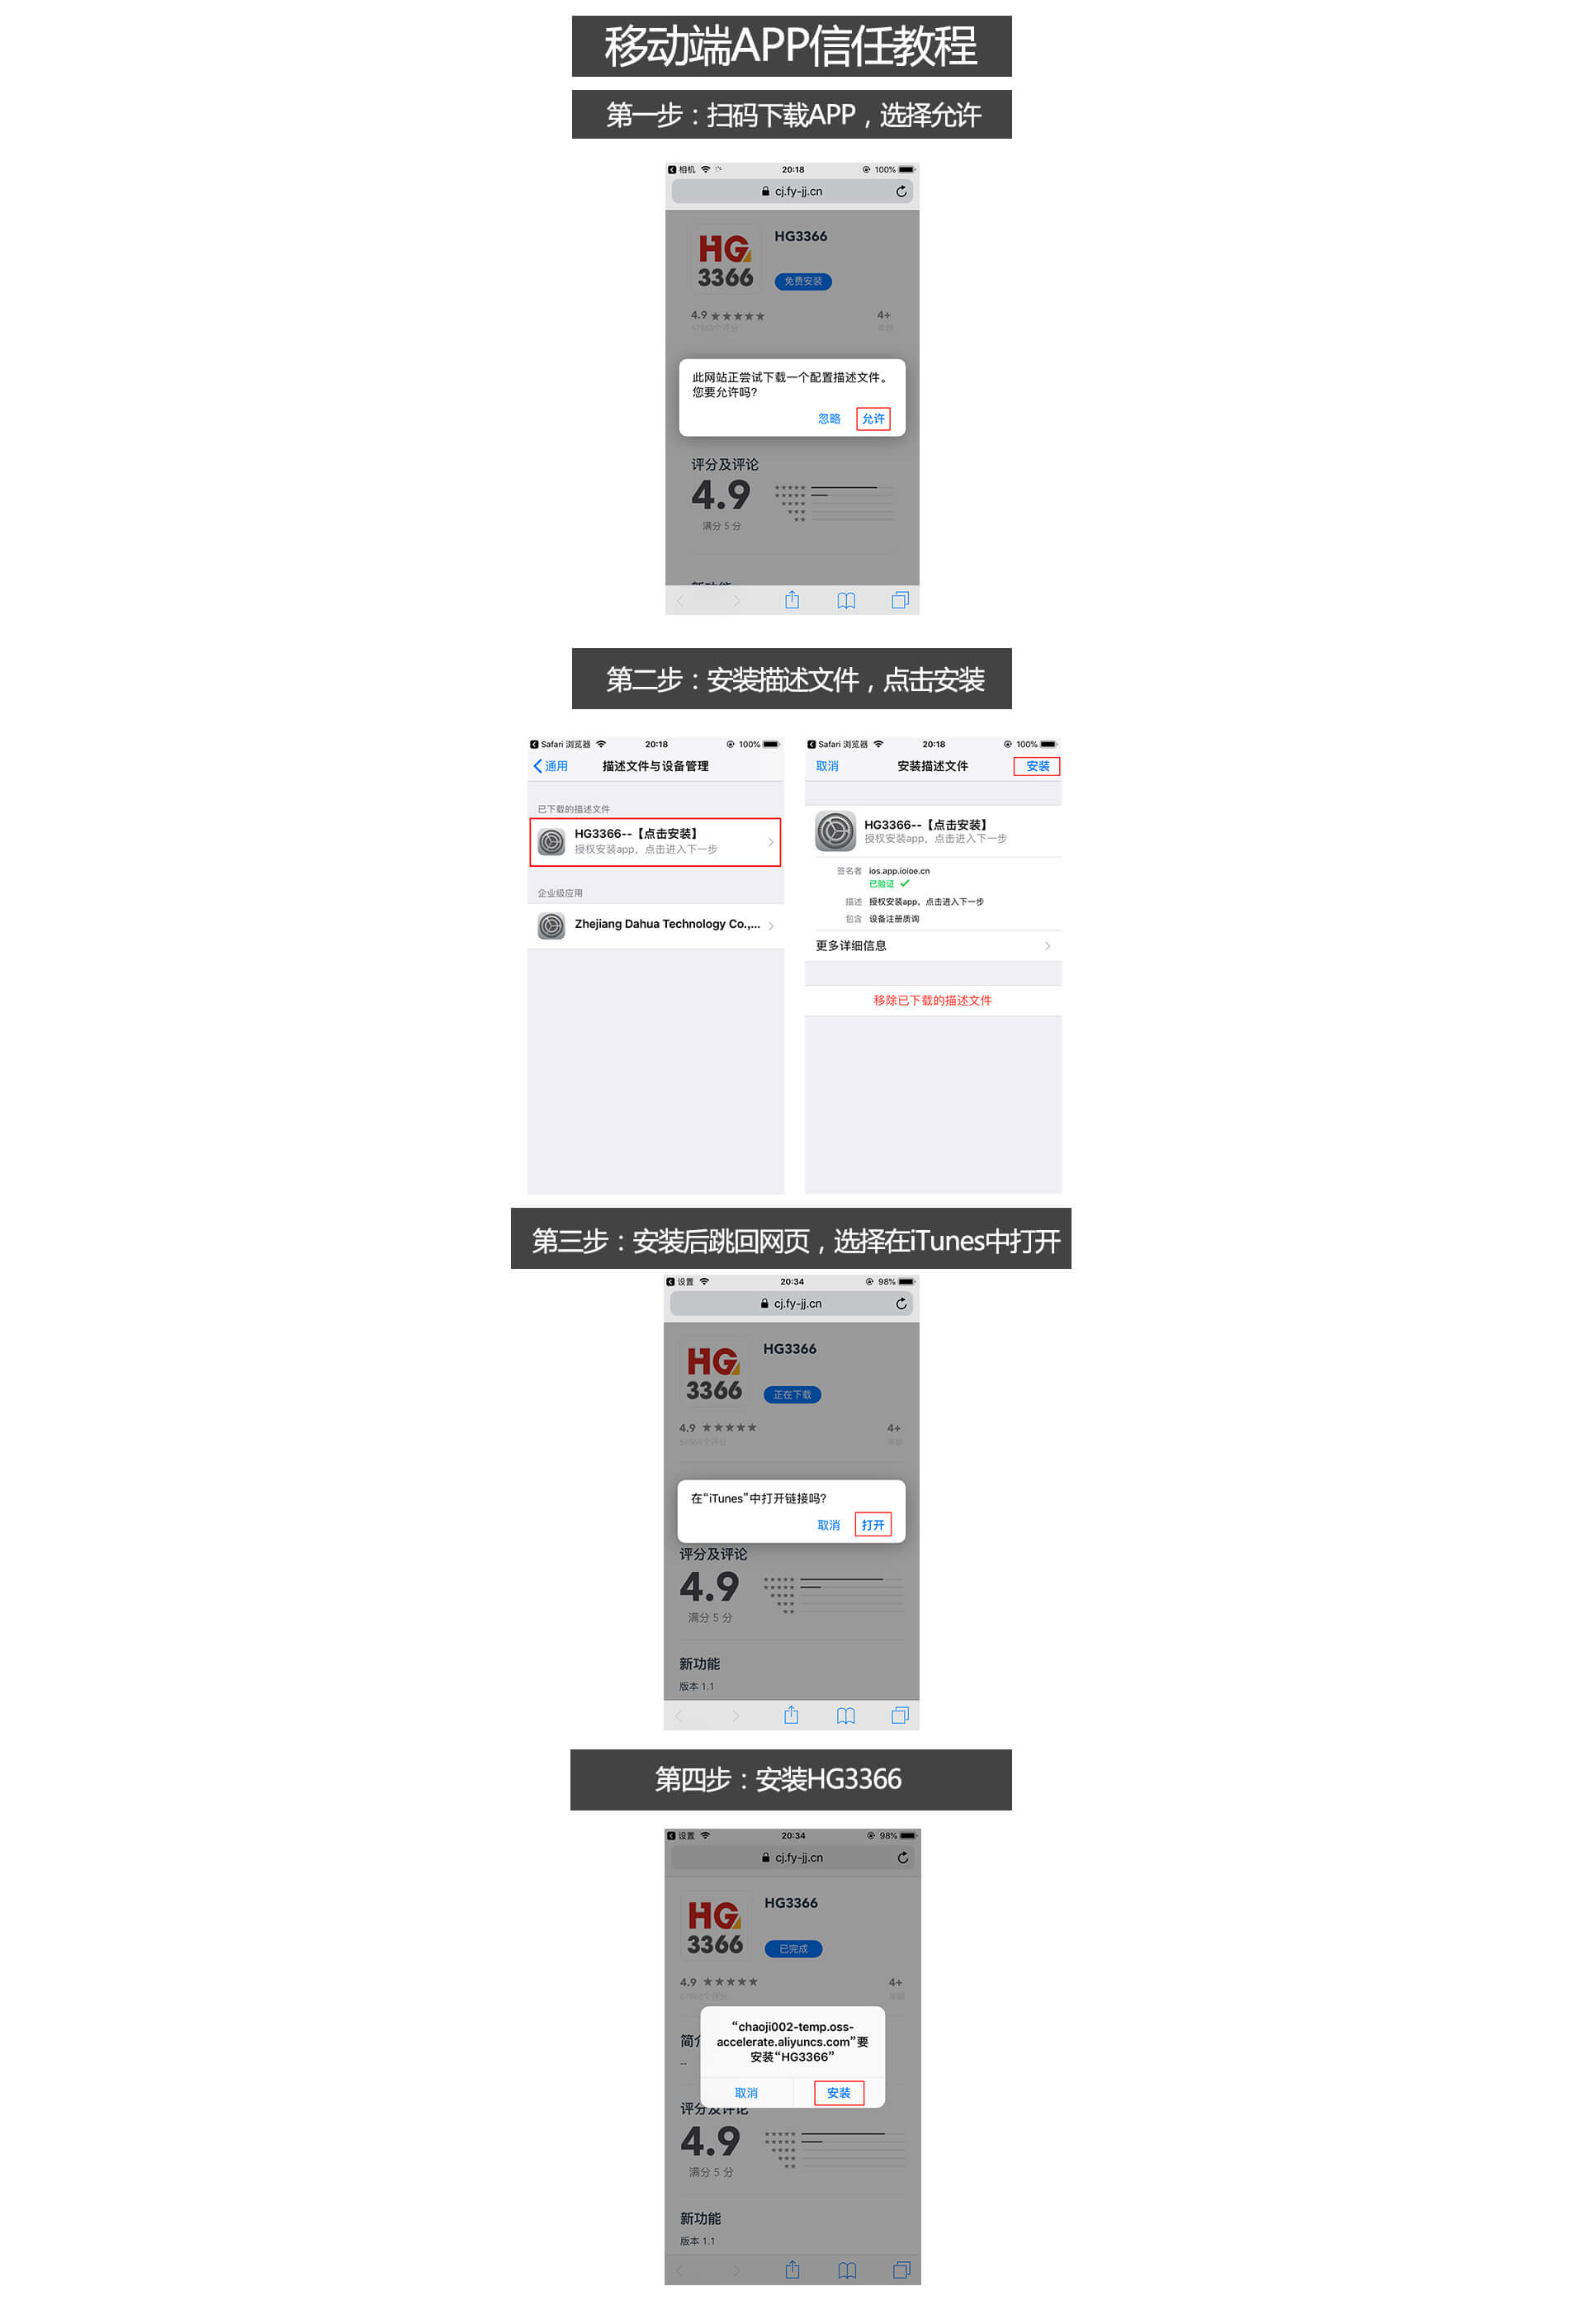 移动端APP信任教程
第一步：扫码下载APP，选择允许
相机 20:18 100%
cj.fy-jj.cn
HG
3366
HG3366
免费安装
4.9 ★★★★★ 4+
年龄
此网站正尝试下载一个配置描述文件。
您要允许吗?
忽略 允许
评分及评论
4.9
满分 5 分
新功能
第二步：安装描述文件，点击安装
Safari 浏览器 20:18 100%
通用 描述文件与设备管理
已下载的描述文件
HG3366--【点击安装】
授权安装app，点击进入下一步
企业级应用
Zhejiang Dahua Technology Co.,...
Safari 浏览器 20:18 100%
取消 安装描述文件 安装
HG3366--【点击安装】
授权安装app，点击进入下一步
签名者 ios.app.ioioe.cn
已验证 ✓
描述 授权安装app，点击进入下一步
包含 设备注册质询
更多详细信息
移除已下载的描述文件
第三步：安装后跳回网页，选择在iTunes中打开
设置 20:34 98%
cj.fy-jj.cn
HG
3366
HG3366
正在下载
4.9 ★★★★★ 4+
年龄
在“iTunes”中打开链接吗?
取消 打开
评分及评论
4.9
满分 5 分
新功能
版本 1.1
第四步：安装HG3366
设置 20:34 98%
cj.fy-jj.cn
HG
3366
HG3366
已完成
4.9 ★★★★★ 4+
年龄
简介
--
“chaoji002-temp.oss-
accelerate.aliyuncs.com”要
安装“HG3366”
取消 安装
评分及评论
4.9
满分 5 分
新功能
版本 1.1